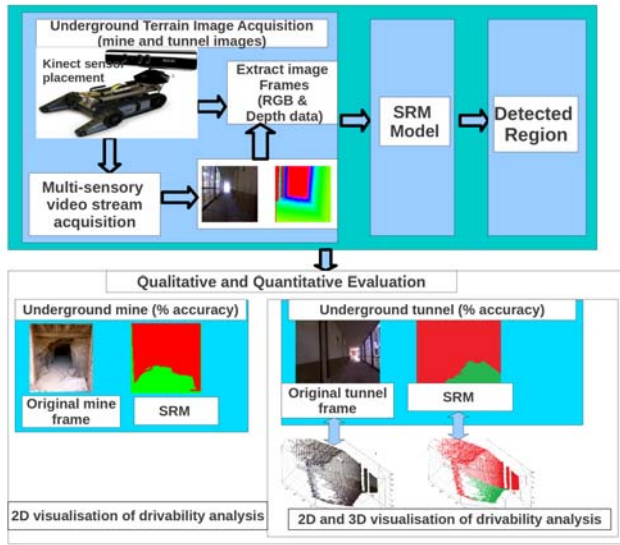 Underground Terrain Image Acquisition
(mine and tunnel images)
Kinect sensor
placement
Extract image
Frames
(RGB &
Depth data)
Multi-sensory
video stream
acquisition
SRM
Model
Detected
Region
Qualitative and Quantitative Evaluation
Underground mine (% accuracy)
Original mine
frame
SRM
2D visualisation of drivability analysis
Underground tunnel (% accuracy)
Original tunnel
frame
SRM
2D and 3D visualisation of drivability analysis